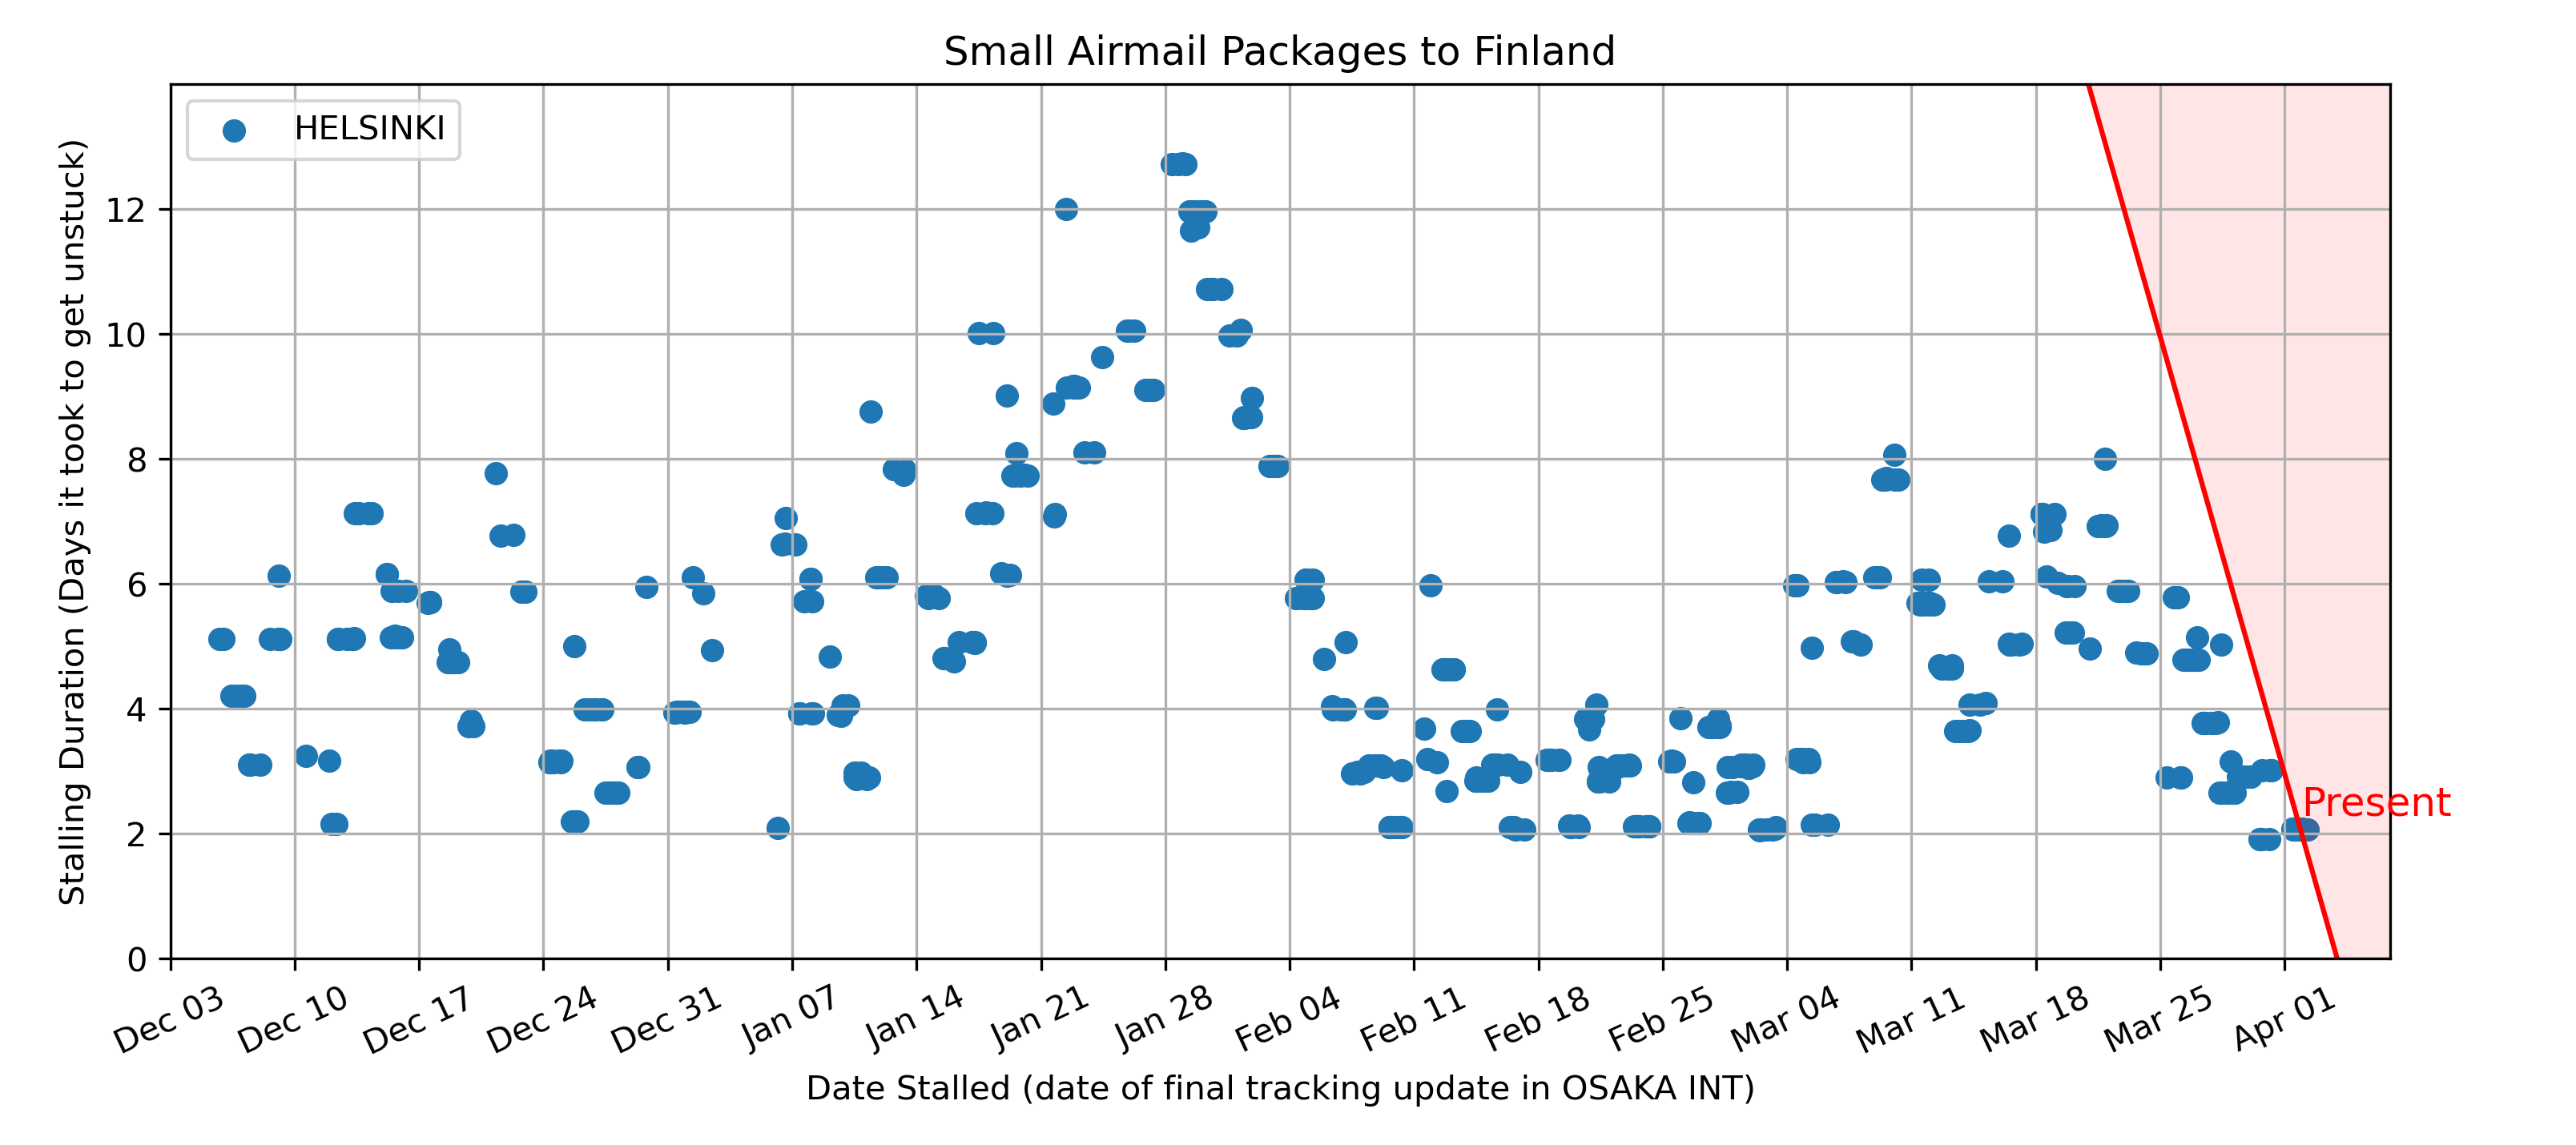 Small Airmail Packages to Finland
HELSINKI
Stalling Duration (Days it took to get unstuck)
12
10
8
6
4
2
0
Present
Dec 03
Dec 10
Dec 17
Dec 24
Dec 31
Jan 07
Jan 14
Jan 21
Jan 28
Feb 04
Feb 11
Feb 18
Feb 25
Mar 04
Mar 11
Mar 18
Mar 25
Apr 01
Date Stalled (date of final tracking update in OSAKA INT)